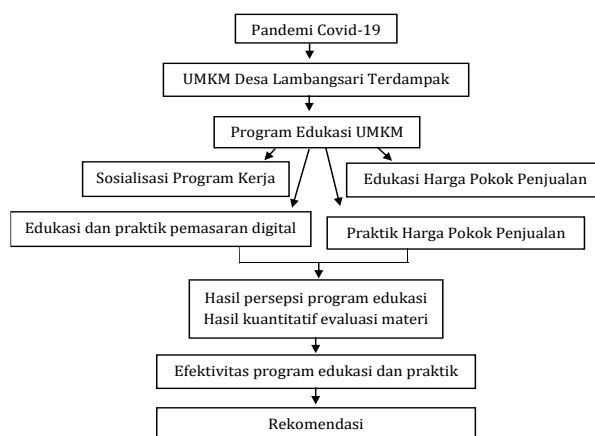 Pandemi Covid-19
UMKM Desa Lambangsari Terdampak
Program Edukasi UMKM
Sosialisasi Program Kerja
Edukasi Harga Pokok Penjualan
Edukasi dan praktik pemasaran digital
Praktik Harga Pokok Penjualan
Hasil persepsi program edukasi
Hasil kuantitatif evaluasi materi
Efektivitas program edukasi dan praktik
Rekomendasi